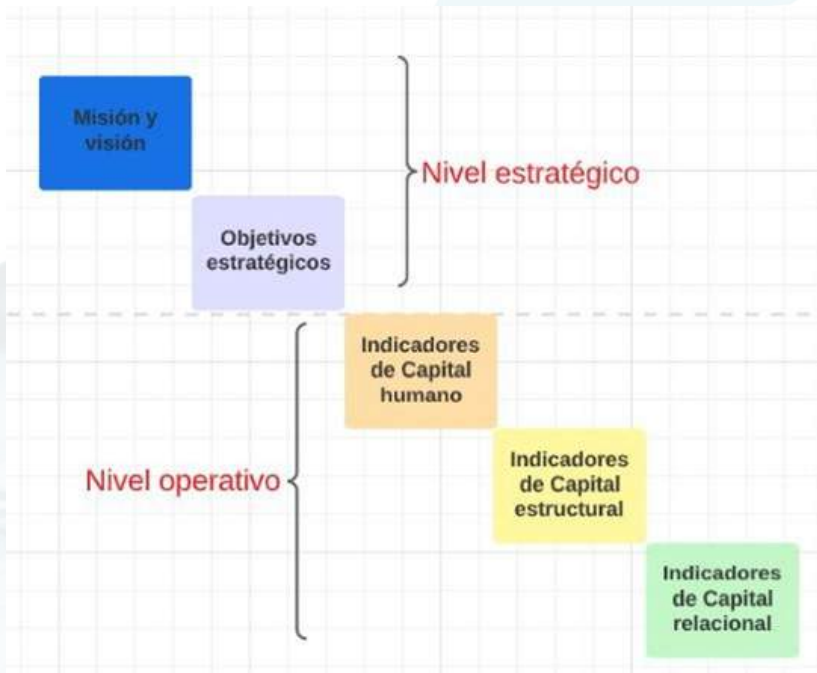 Misión y
visión
Nivel estratégico
Objetivos
estratégicos
Indicadores
de Capital
humano
Nivel operativo
Indicadores
de Capital
estructural
Indicadores
de Capital
relacional